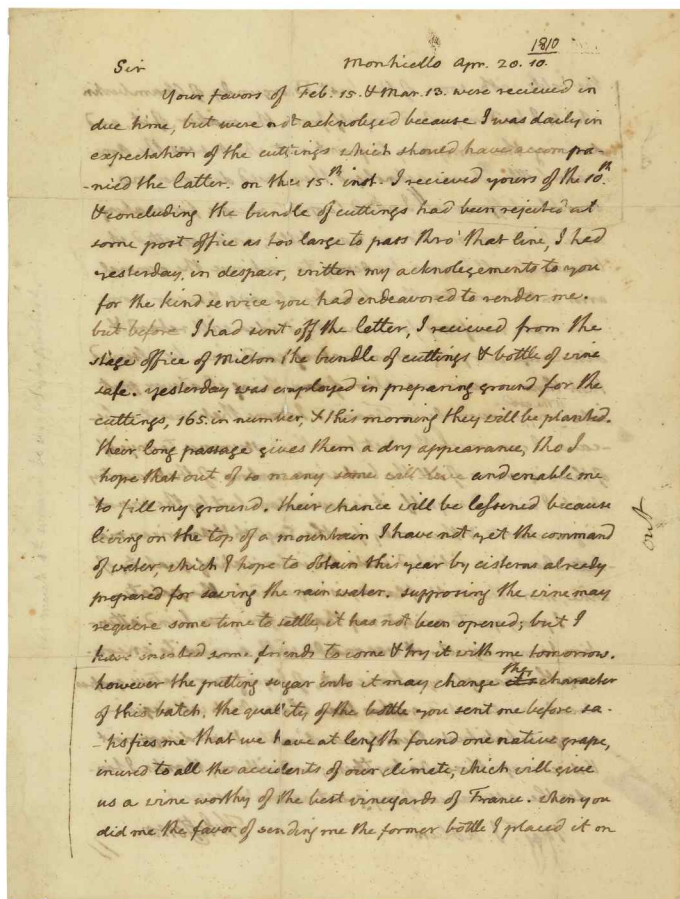 1810
Sir Monticello Apr. 20. 10.
Your favors of Feb. 15. & Mar. 13. were recieved in
due time, but were not acknoleged because I was daily in
expectation of the cuttings which should have accompa-
-nied the latter. on the 15th. inst. I recieved yours of the 10th.
& concluding the bundle of cuttings had been rejected at
some post office as too large to pass thro' that line, I had
yesterday, in despair, written my acknolegements to you
for the kind service you had endeavored to render me.
but before I had sent off the letter, I recieved from the
stage office of Milton the bundle of cuttings & bottle of wine
safe. yesterday was employed in preparing ground for the
cuttings, 165. in number, & this morning they will be planted.
their long passage gives them a dry appearance, tho I
hope that out of so many some will live and enable me
to fill my ground. their chance will be lessened because
living on the top of a mountain I have not yet the command
of water, which I hope to obtain this year by cisterns already
prepared for saving the rain water. supposing the wine may
require some time to settle, it has not been opened; but I
have invited some friends to come & try it with me tomorrow.
however the putting sugar into it may change the its character
of this batch. the quality of the bottle you sent me before sa-
-tisfies me that we have at length found one native grape,
inured to all the accidents of our climate, which will give
us a wine worthy of the best vineyards of France. when you
did me the favor of sending me the former bottle I placed it on
out